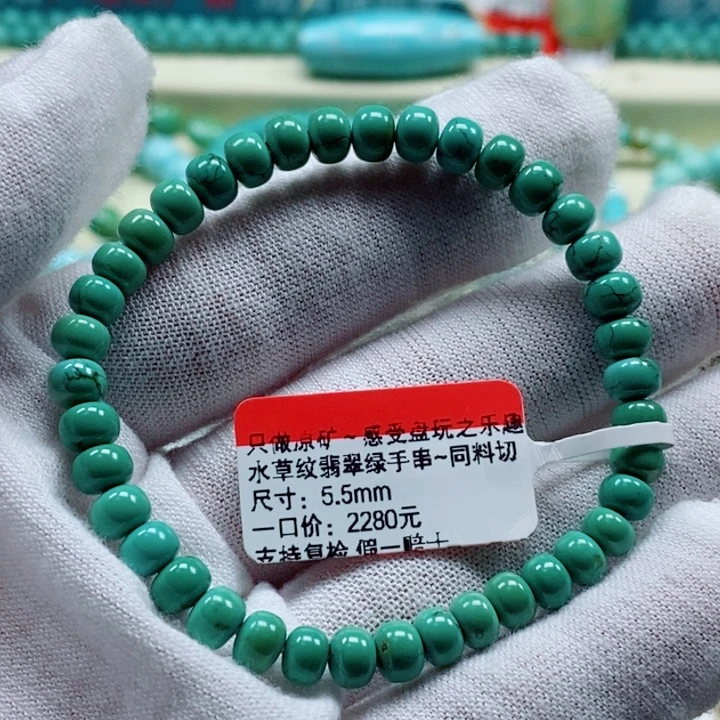 只做原矿~感受盘玩之乐趣
水草纹翡翠绿手串~同料切
尺寸：5.5mm
一口价：2280元
支持复检 假一赔十